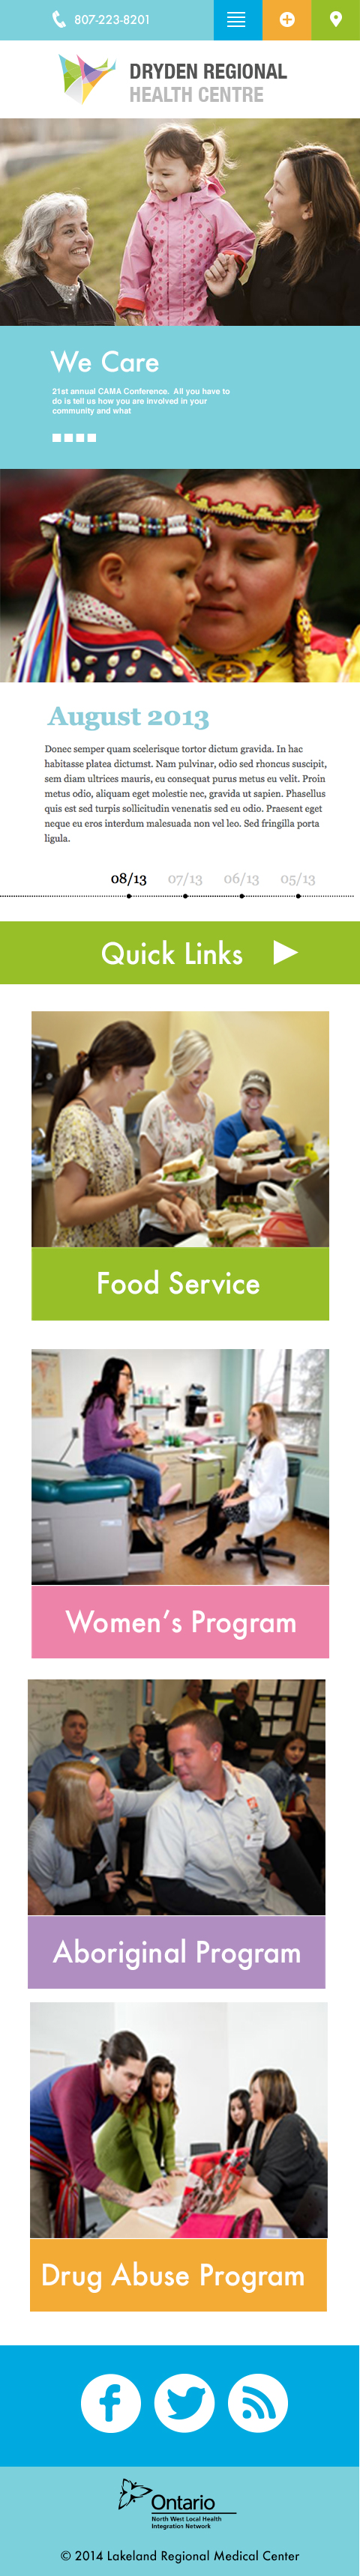 807-223-8201
DRYDEN REGIONAL
HEALTH CENTRE
We Care
21st annual CAMA Conference. All you have to
do is tell us how you are involved in your
community and what
August 2013
Donec semper quam scelerisque tortor dictum gravida. In hac
habitasse platea dictumst. Nam pulvinar, odio sed rhoncus suscipit,
sem diam ultrices mauris, eu consequat purus metus eu velit. Proin
metus odio, aliquam eget molestie nec, gravida ut sapien. Phasellus
quis est sed turpis sollicitudin venenatis sed eu odio. Praesent eget
neque eu eros interdum malesuada non vel leo. Sed fringilla porta
ligula.
08/13 07/13 06/13 05/13
Quick Links
Food Service
Women's Program
Aboriginal Program
Drug Abuse Program
Ontario
North West Local Health
Integration Network
© 2014 Lakeland Regional Medical Center